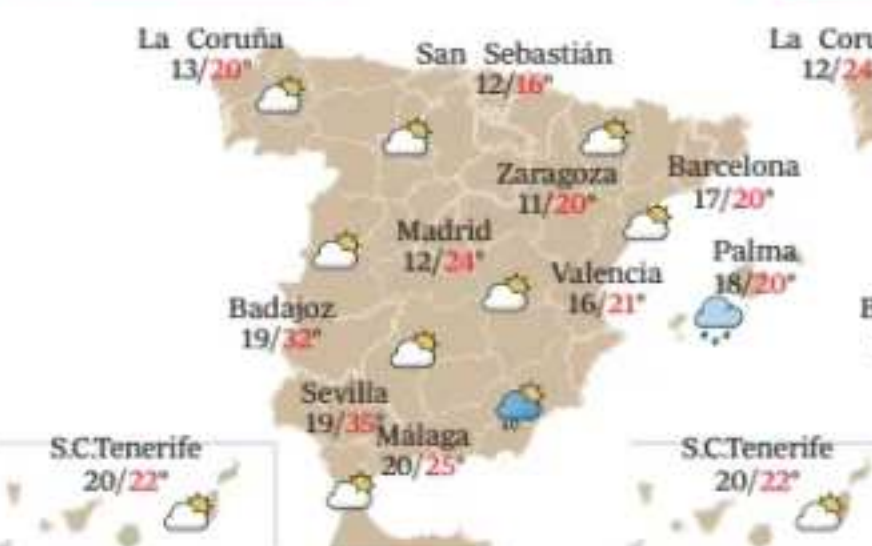 La Coruña
13/20°
San Sebastián
12/16°
La Coru
12/24
Zaragoza
11/20°
Barcelona
17/20°
Madrid
12/24°
Palma
18/20°
Valencia
16/21°
Badajoz
19/32°
Sevilla
19/35°
Málaga
20/25°
S.C.Tenerife
20/22°
S.C.Tenerife
20/22°